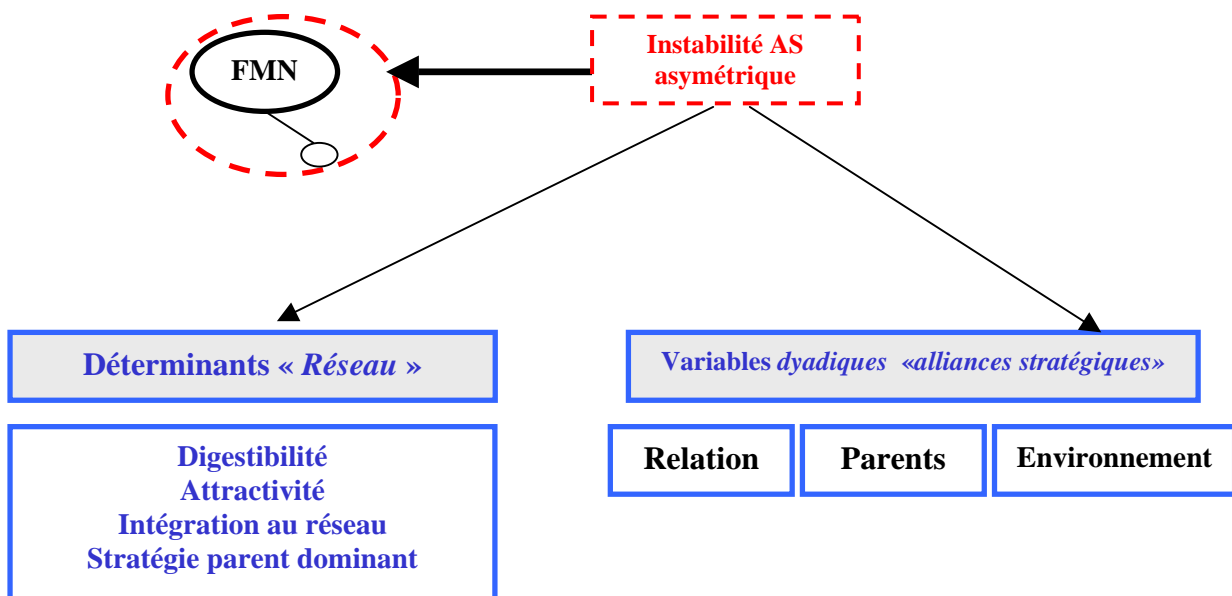 FMN
Instabilité AS
asymétrique
Déterminants « Réseau »
Digestibilité
Attractivité
Intégration au réseau
Stratégie parent dominant
Variables dyadiques «alliances stratégiques»
Relation
Parents
Environnement